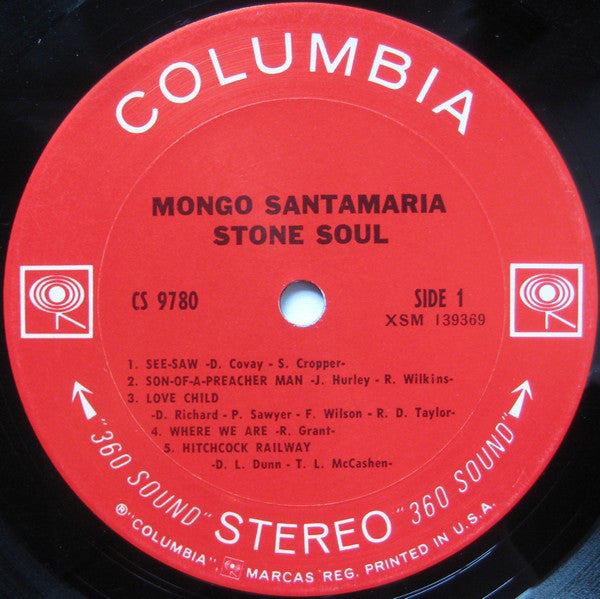 COLUMBIA
MONGO SANTAMARIA
STONE SOUL
CS 9780
SIDE 1
XSM 139369
1. SEE-SAW -D. Covay - S. Cropper-
2. SON-OF-A-PREACHER MAN -J. Hurley - R. Wilkins-
3. LOVE CHILD
-D. Richard - P. Sawyer - F. Wilson - R. D. Taylor-
4. WHERE WE ARE -R. Grant-
5. HITCHCOCK RAILWAY
-D. L. Dunn - T. L. McCashen-
"360 SOUND" STEREO "360 SOUND"
® "COLUMBIA", MARCAS REG. PRINTED IN U.S.A.